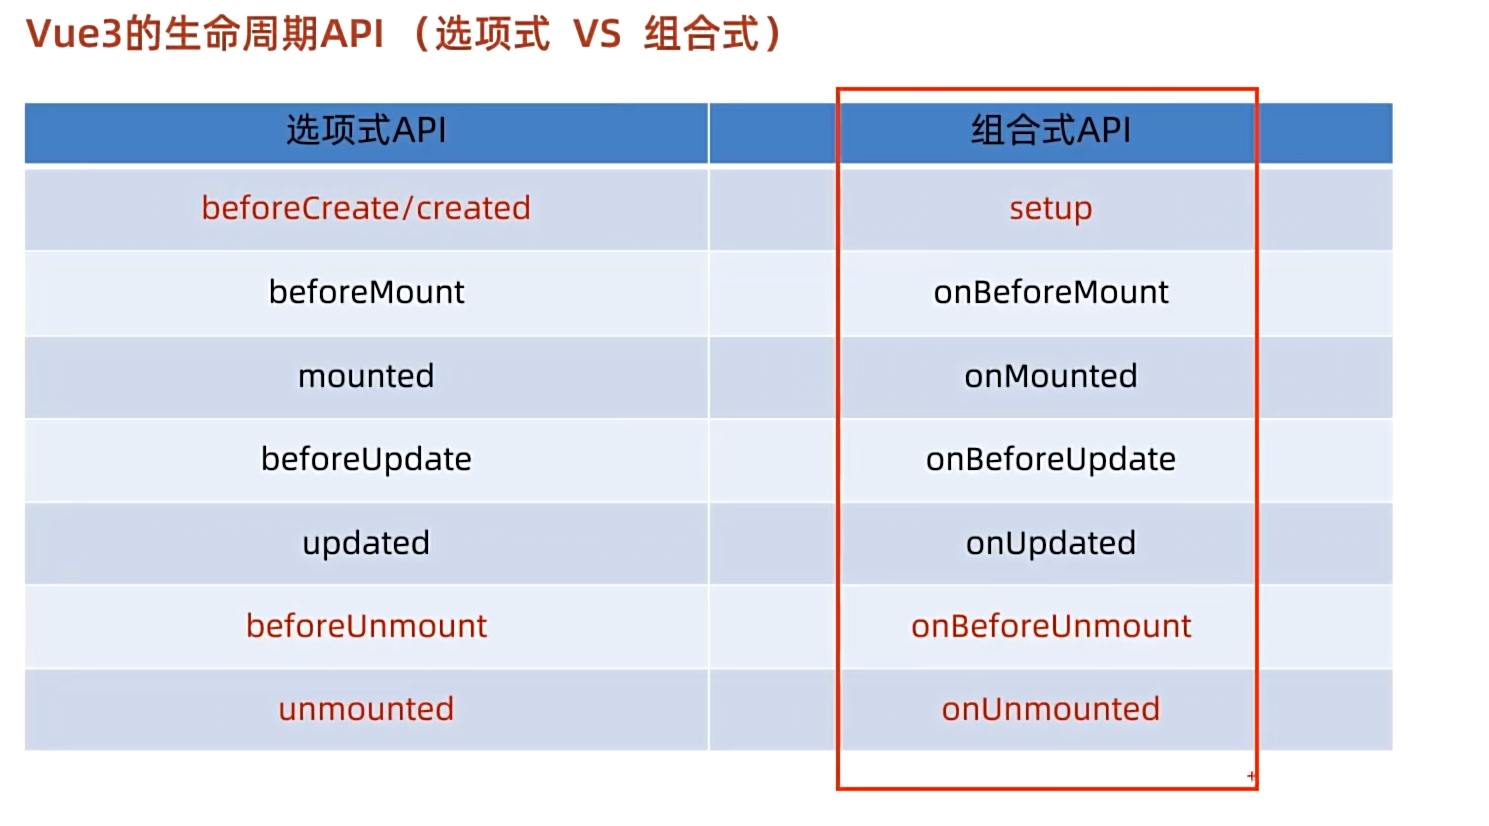 Vue3的生命周期API （选项式 VS 组合式）
选项式API 组合式API
beforeCreate/created setup
beforeMount onBeforeMount
mounted onMounted
beforeUpdate onBeforeUpdate
updated onUpdated
beforeUnmount onBeforeUnmount
unmounted onUnmounted